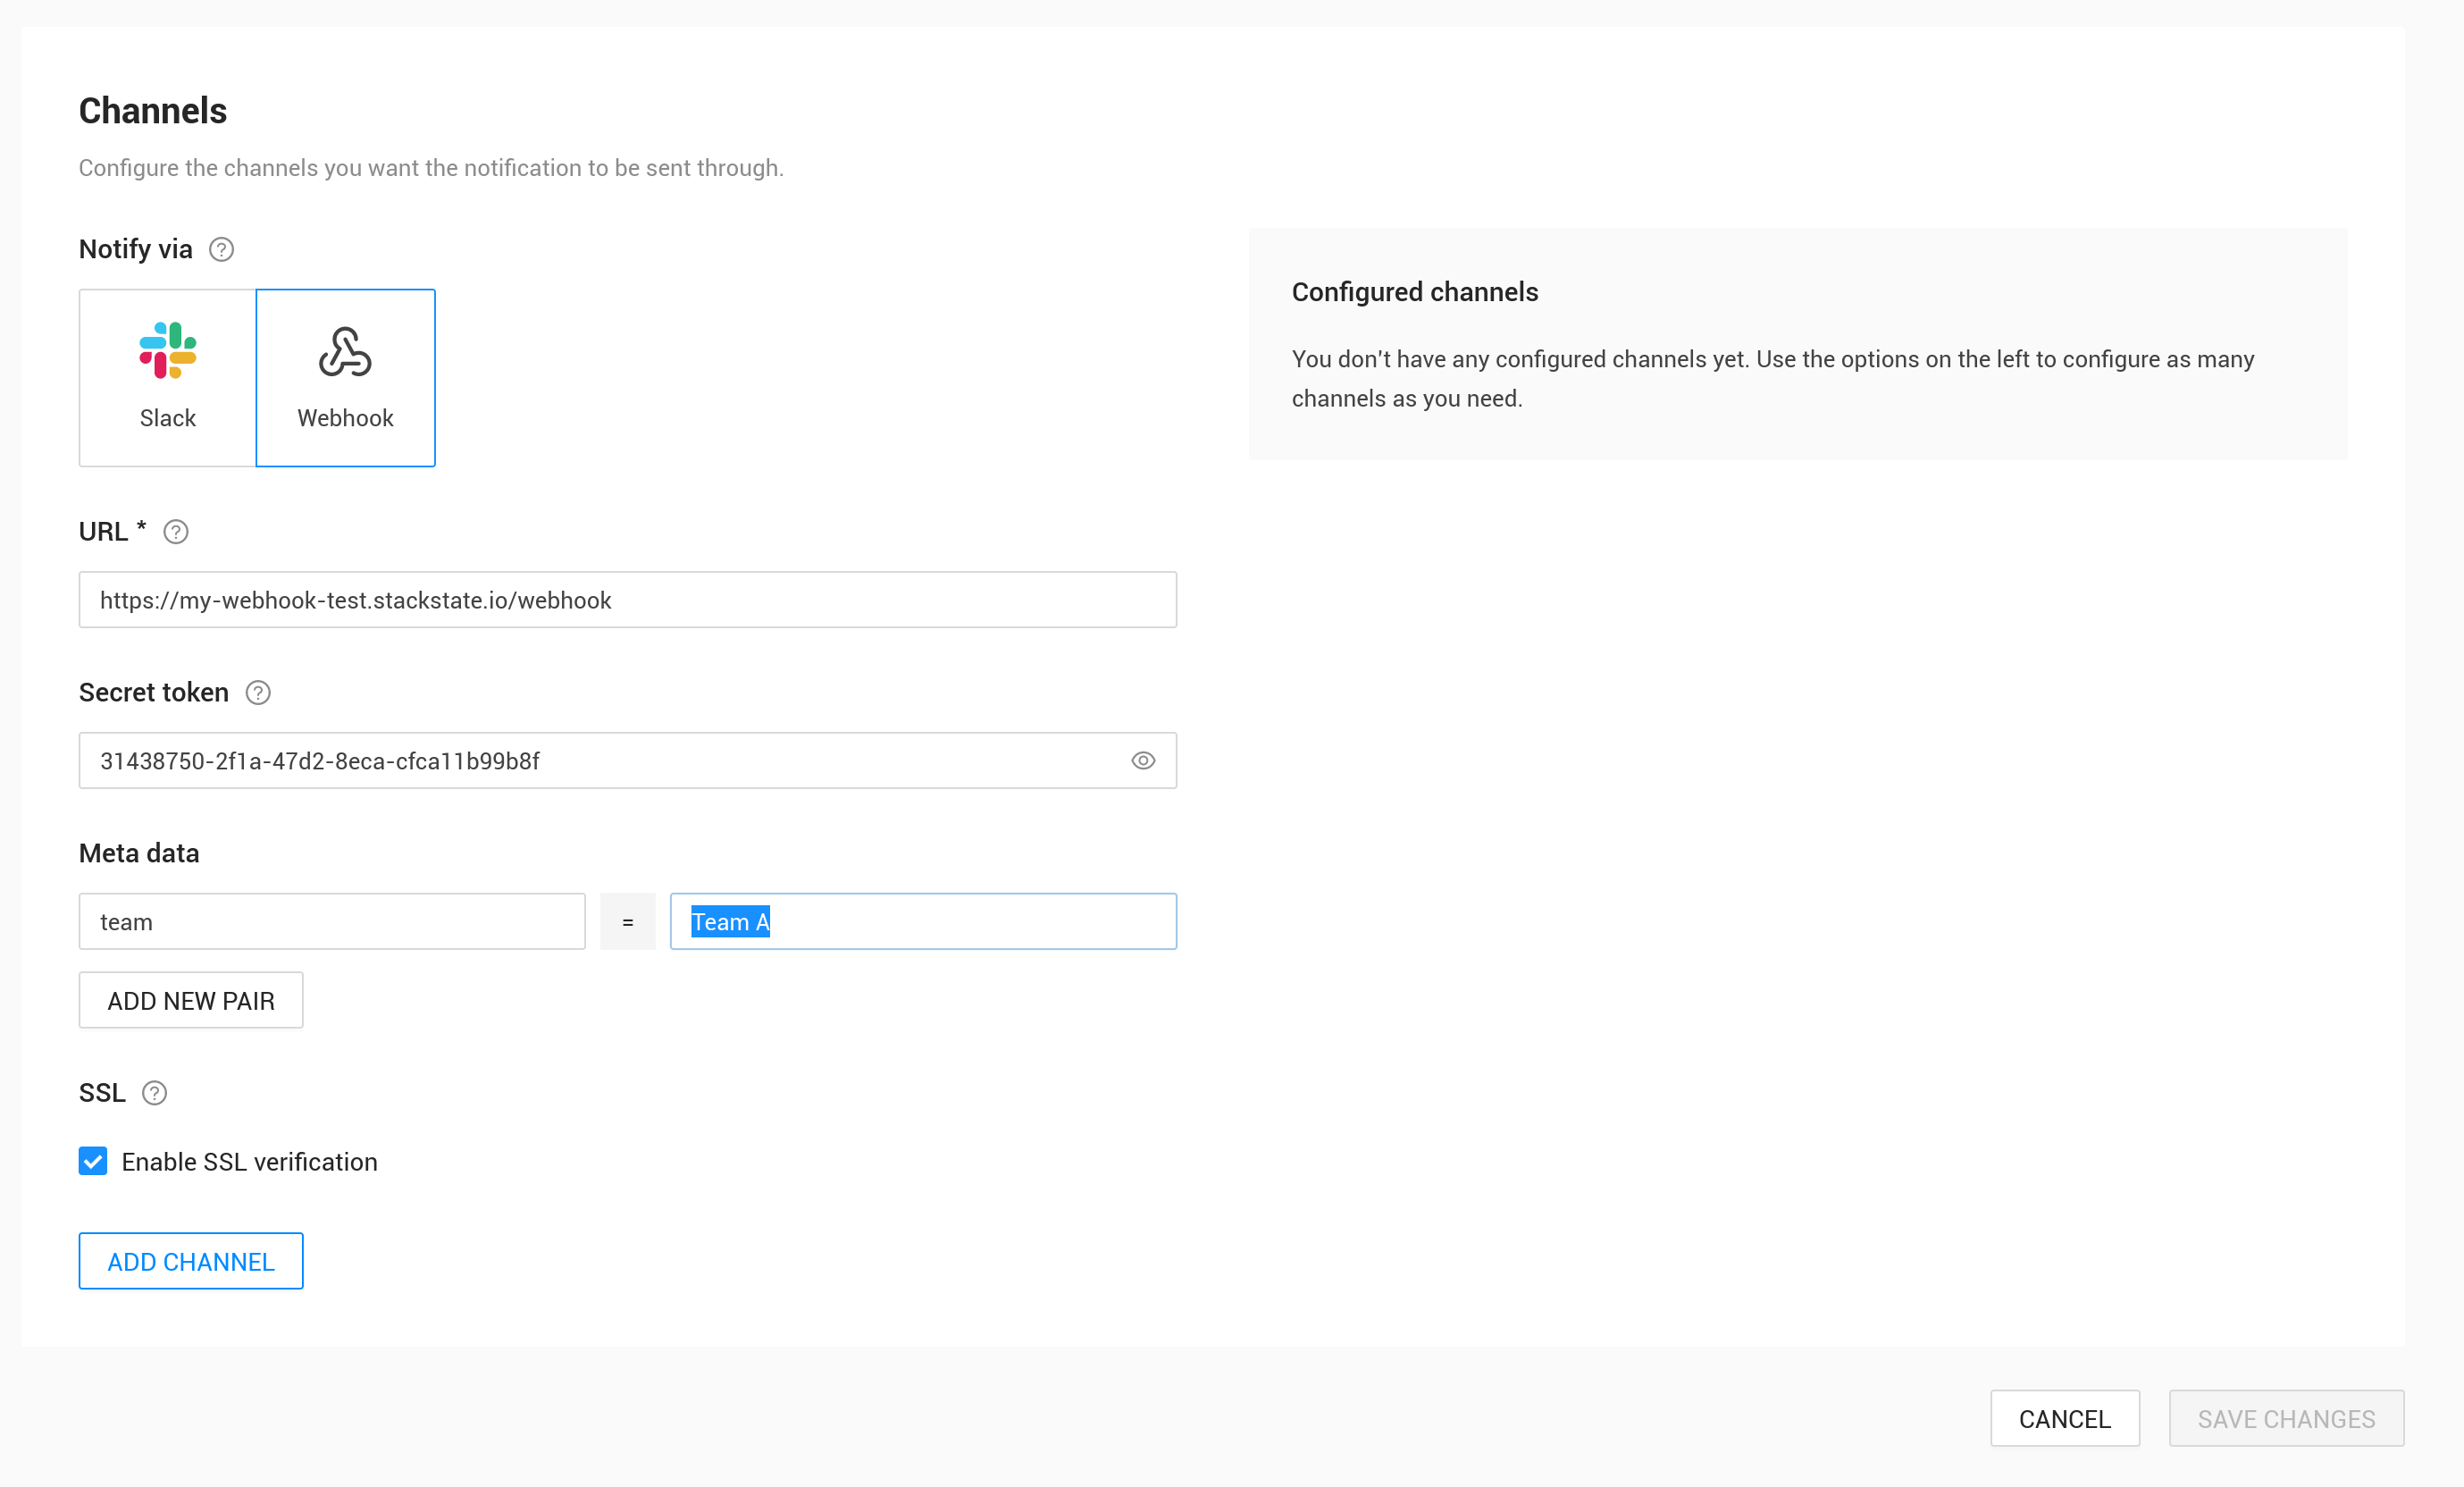 Channels
Configure the channels you want the notification to be sent through.
Notify via ?
Slack
Webhook
Configured channels
You don't have any configured channels yet. Use the options on the left to configure as many
channels as you need.
URL * ?
https://my-webhook-test.stackstate.io/webhook
Secret token ?
31438750-2f1a-47d2-8eca-cfca11b99b8f
Meta data
team = Team A
ADD NEW PAIR
SSL ?
Enable SSL verification
ADD CHANNEL
CANCEL
SAVE CHANGES